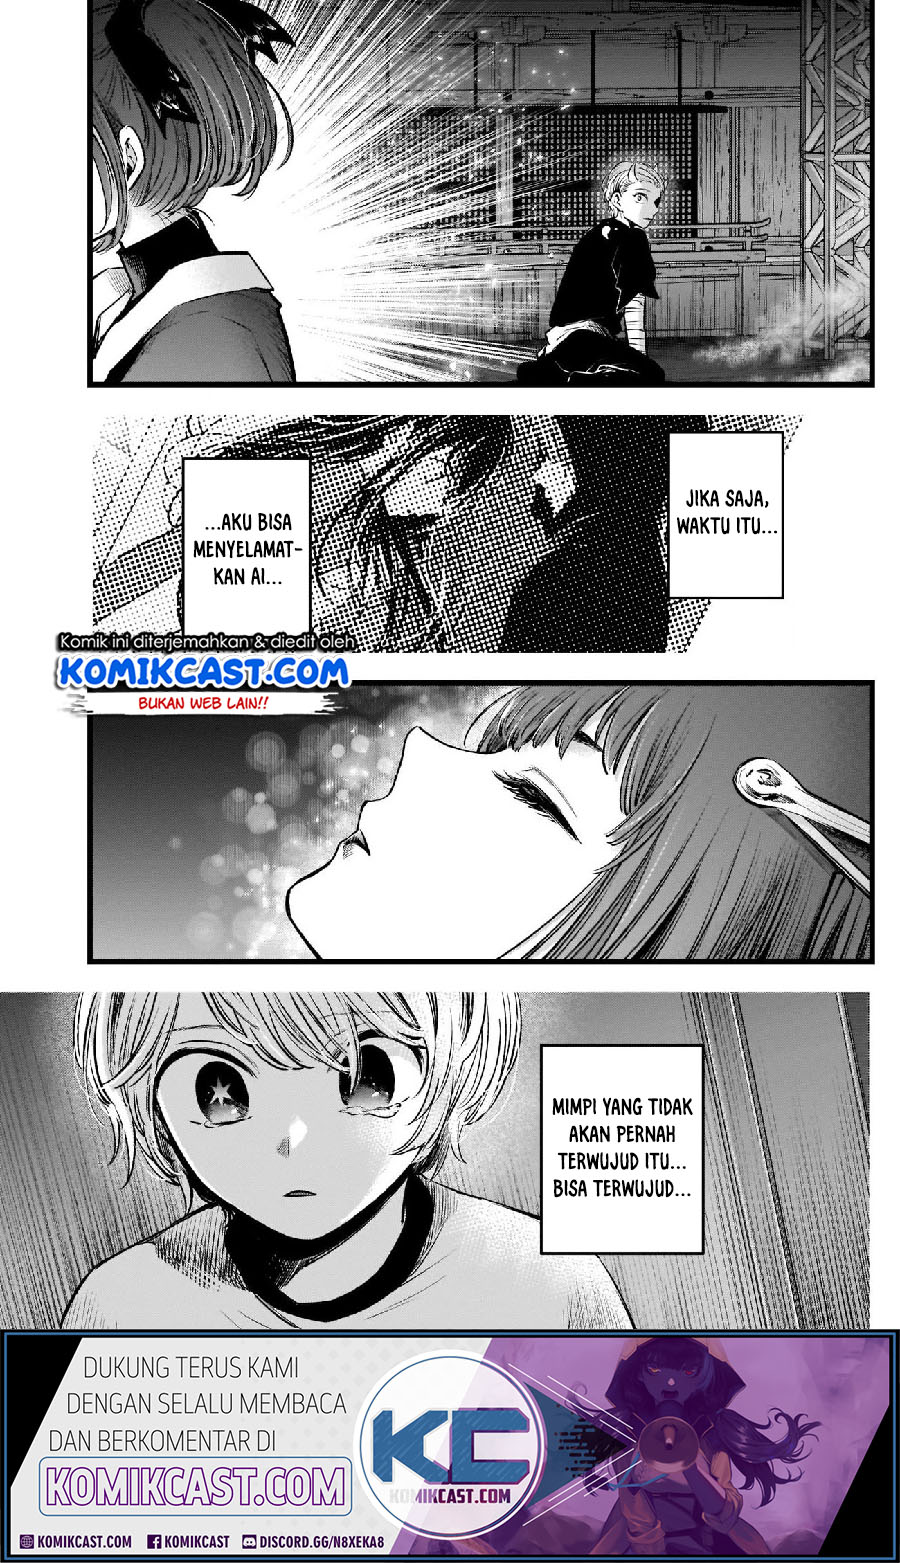 JIKA SAJA,
WAKTU ITU...
...AKU BISA
MENYELAMAT-
KAN AI...
Komik ini diterjemahkan & diedit oleh
KOMIKCAST.COM
BUKAN WEB LAIN!!
MIMPI YANG TIDAK
AKAN PERNAH
TERWUJUD ITU...
BISA TERWUJUD...
DUKUNG TERUS KAMI
DENGAN SELALU MEMBACA
DAN BERKOMENTAR DI
KOMIKCAST.COM
KC
KOMIKCAST.COM
KOMIKCAST.COM KOMIKCAST DISCORD.GG/N8XEKA8